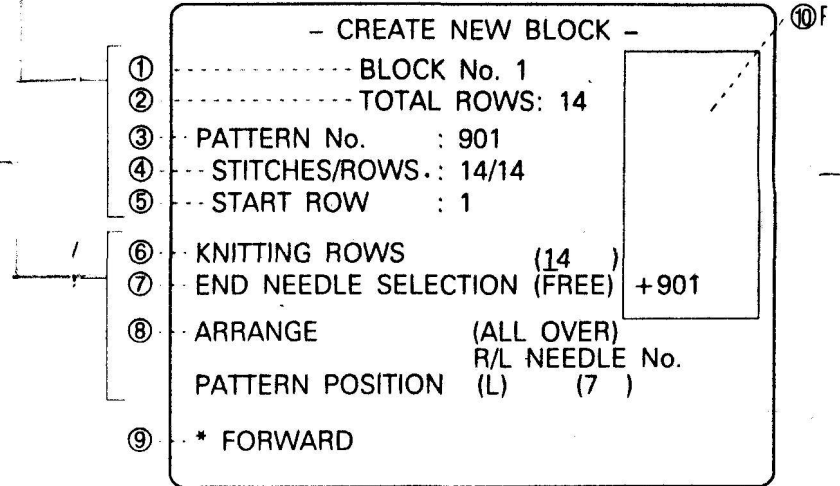 – CREATE NEW BLOCK –
⑩F
① BLOCK No. 1
② TOTAL ROWS: 14
③ PATTERN No. : 901
④ STITCHES/ROWS : 14/14
⑤ START ROW : 1
⑥ KNITTING ROWS (14 )
⑦ END NEEDLE SELECTION (FREE) +901
⑧ ARRANGE (ALL OVER)
R/L NEEDLE No.
PATTERN POSITION (L) (7 )
⑨ * FORWARD